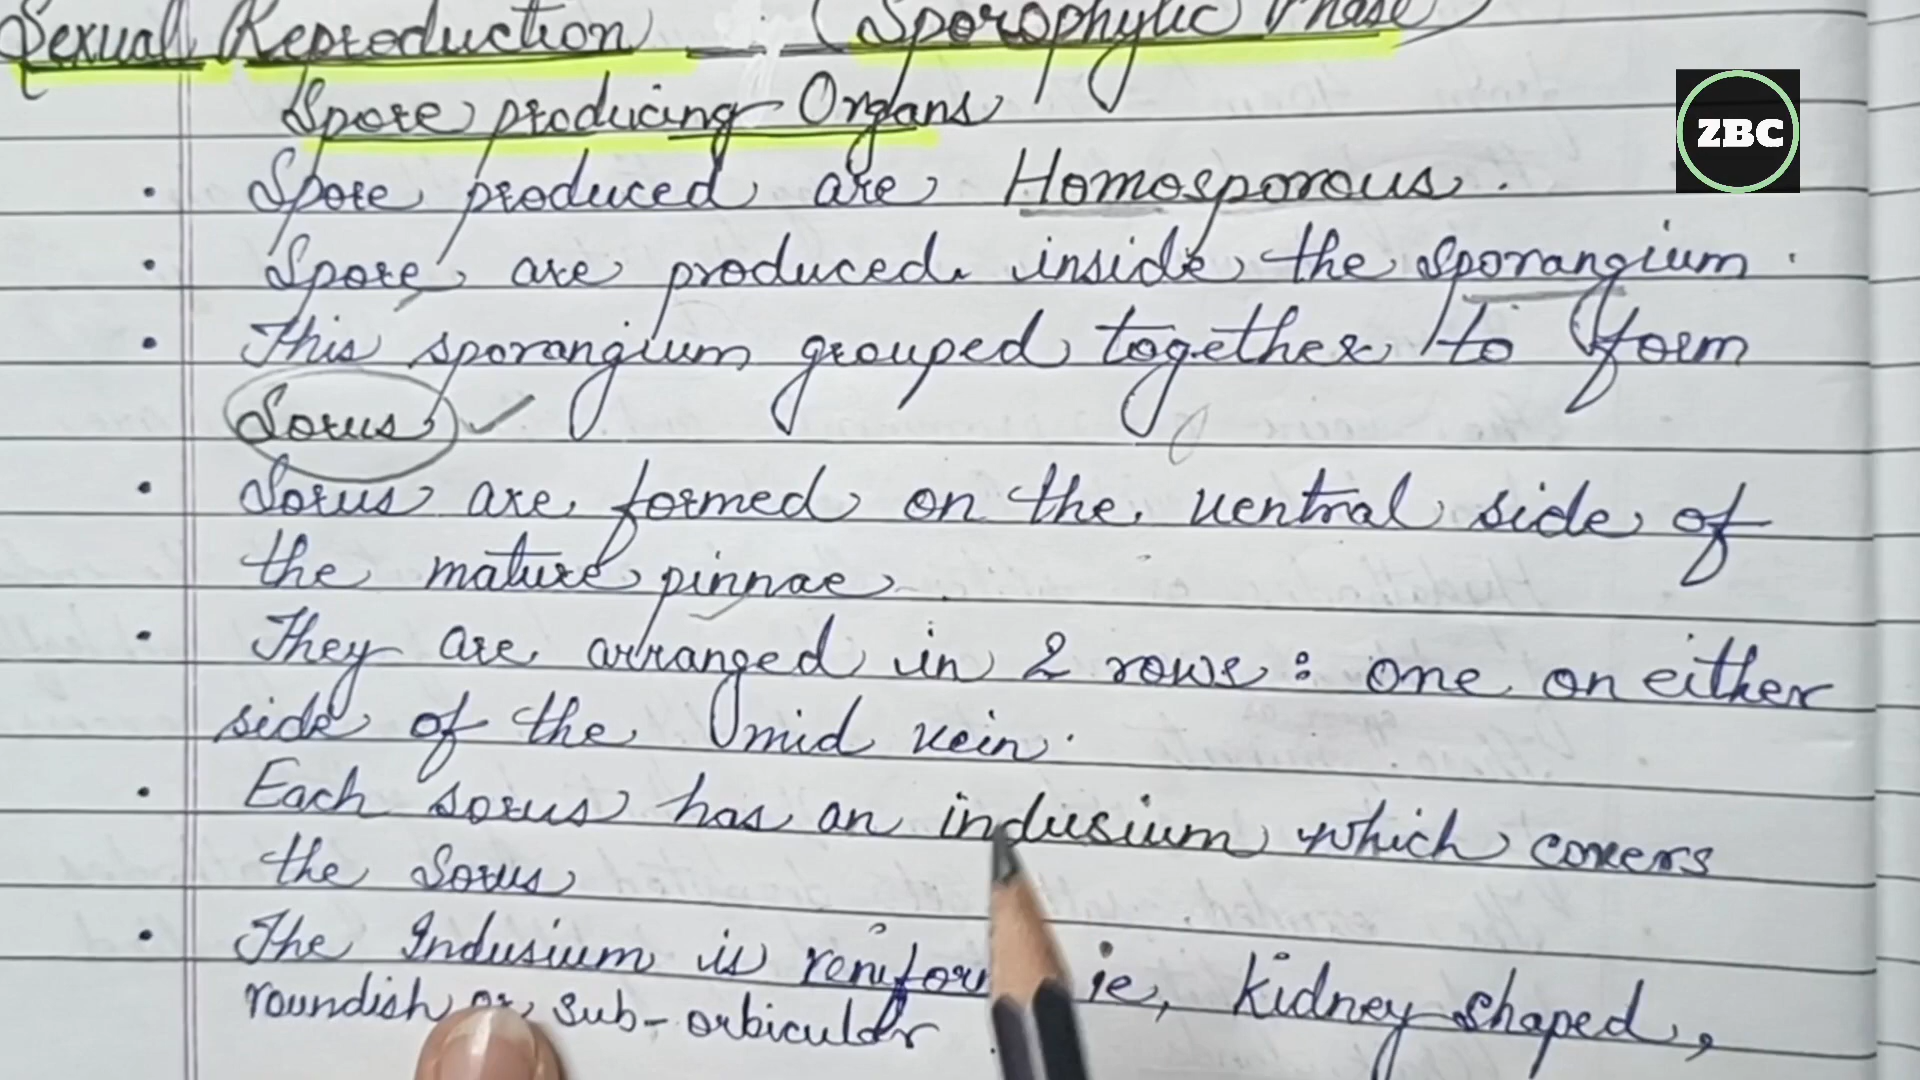 Sexual Reproduction — — (Sporophytic Phase)
Spore producing Organs
ZBC
• Spore produced are Homosporous.
• Spore are produced inside the sporangium.
• This sporangium grouped together to form
Sorus
• Sorus are formed on the ventral side of
the mature pinnae.
• They are arranged in 2 rows : one on either
side of the mid vein.
• Each sorus has an indusium which covers
the Sorus
• The Indusium is reniform ie, kidney shaped,
roundish or sub-orbicular